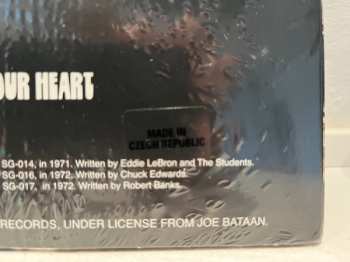 OUR HEART
MADE IN
CZECH REPUBLIC
SG-014, in 1971. Written by Eddie LeBron and The Students.
SG-016, in 1972. Written by Chuck Edwards.
SG-017, in 1972. Written by Robert Banks.
RECORDS, UNDER LICENSE FROM JOE BATAAN.